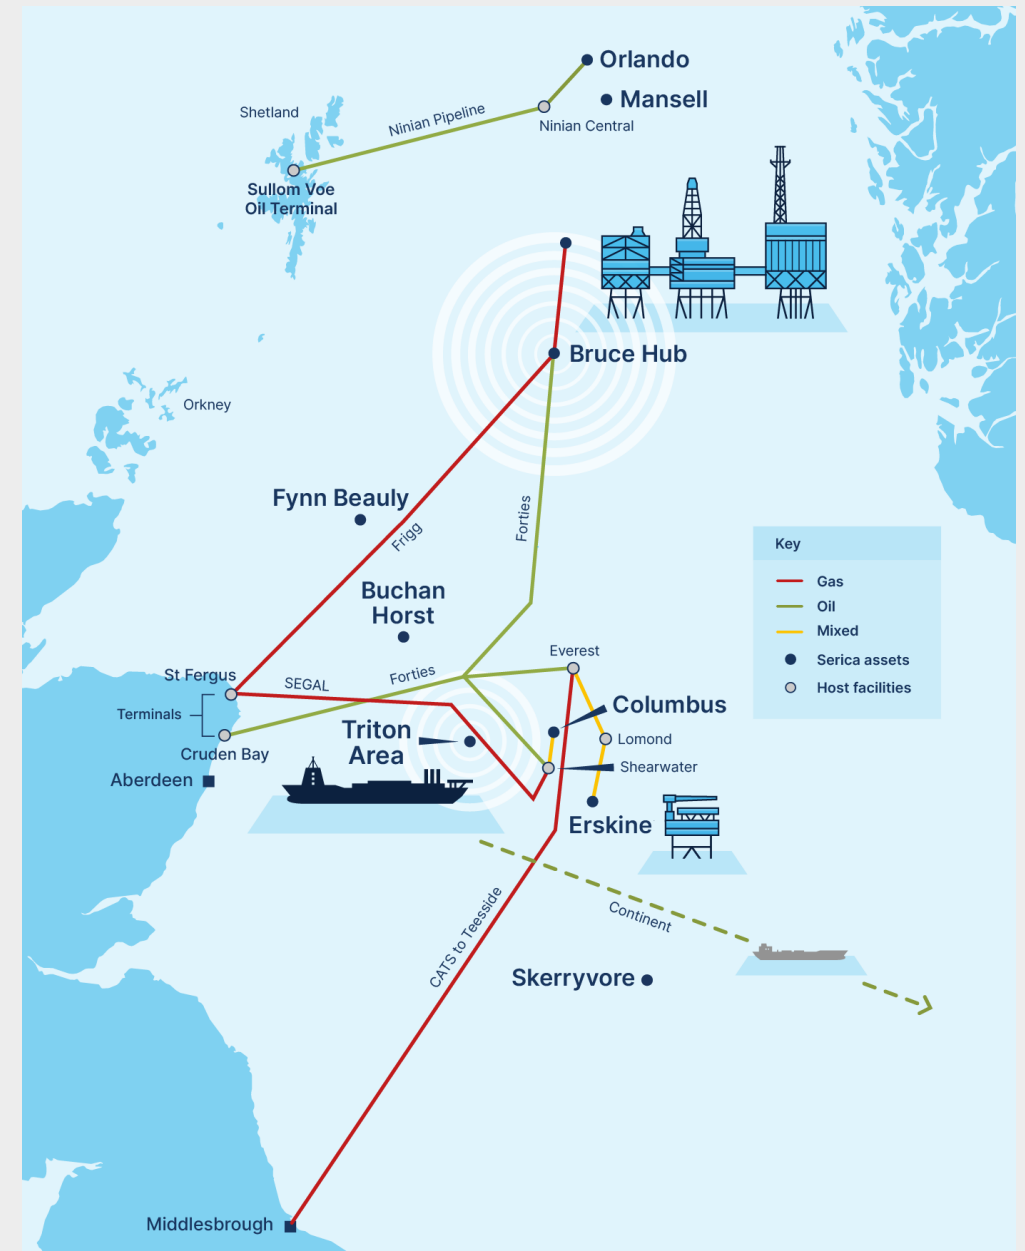 Orlando
Mansell
Shetland
Ninian Pipeline
Ninian Central
Sullom Voe
Oil Terminal
Bruce Hub
Orkney
Fynn Beauly
Frigg
Forties
Key
Gas
Oil
Mixed
Serica assets
Host facilities
Buchan
Horst
Everest
St Fergus
SEGAL
Forties
Terminals
Columbus
Triton
Area
Lomond
Cruden Bay
Shearwater
Aberdeen
Erskine
Continent
CATS to Teesside
Skerryvore
Middlesbrough